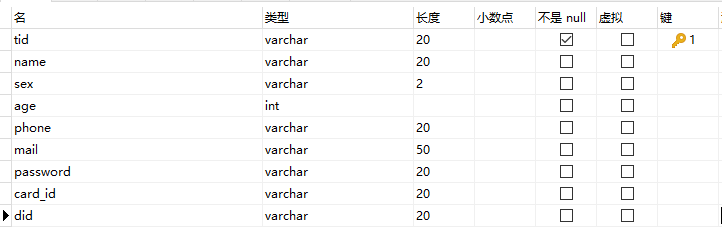 名 类型 长度 小数点 不是 null 虚拟 键
tid varchar 20 1
name varchar 20
sex varchar 2
age int
phone varchar 20
mail varchar 50
password varchar 20
card_id varchar 20
did varchar 20